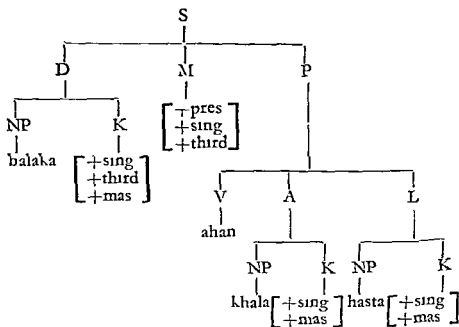 S
D M P
+pres
NP K +sing
+third
balaka +sing
+third
+mas
V A L
ahan
NP K NP K
khala +sing hasta +sing
+mas +mas